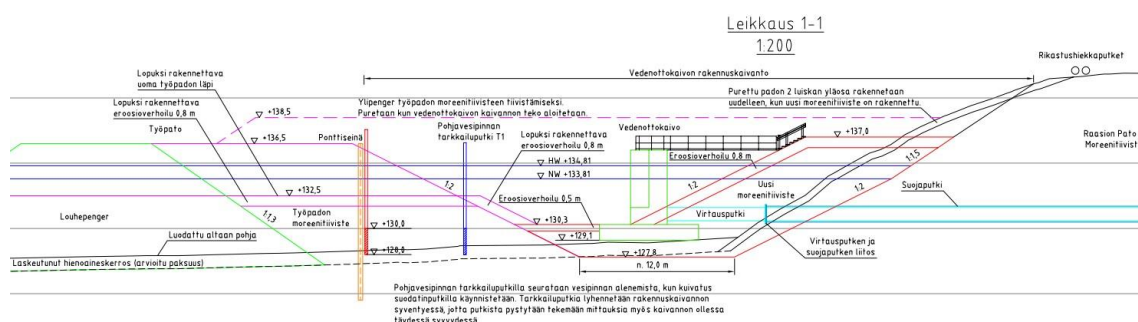 Leikkaus 1-1
1:200
Rikastushiekkaputket
Vedenottokaivon rakennuskaivanto
Lopuksi rakennettava
uoma työpadon läpi
Purettu padon 2 luiskan yläosa rakennetaan
uudelleen, kun uusi moreenitiiviste on rakennettu.
Lopuksi rakennettava
eroosioverhoilu 0,8 m
+138,5
Ylipenger työpadon moreenitiivisteen tiivistämiseksi.
Puretaan kun vedenottokaivon kaivannon teko aloitetaan.
Työpato
+136,5
Ponttiseinä
Pohjavesipinnan
tarkkailuputki T1
Lopuksi rakennettava
eroosioverhoilu 0,8 m
Vedenottokaivo
+137,0
Raasion Pato
Moreenitiivist
HW +134,81
NW +133,81
Eroosioverhoilu 0,8 m
1:1,5
1:2
1:2
1:2
+132,5
Eroosioverhoilu 0,5 m
Uusi
moreenitiiviste
Suojaputki
Louhepenger
1:1,3
Työpadon
moreenitiiviste
+130,0
+130,3
Virtausputki
Luodattu altaan pohja
+129,1
+128,0
+127,8
Virtausputken ja
suojaputken liitos
Laskeutunut hienoaineskerros (arvioitu paksuus)
n. 12,0 m
Pohjavesipinnan tarkkailuputkilla seurataan vesipinnan alenemista, kun kuivatus
suodatinputkilla käynnistetään. Tarkkailuputkia lyhennetään rakennuskaivannon
syventyessä, jotta putkista pystytään tekemään mittauksia myös kaivannon ollessa
täydessä syvyydessä.